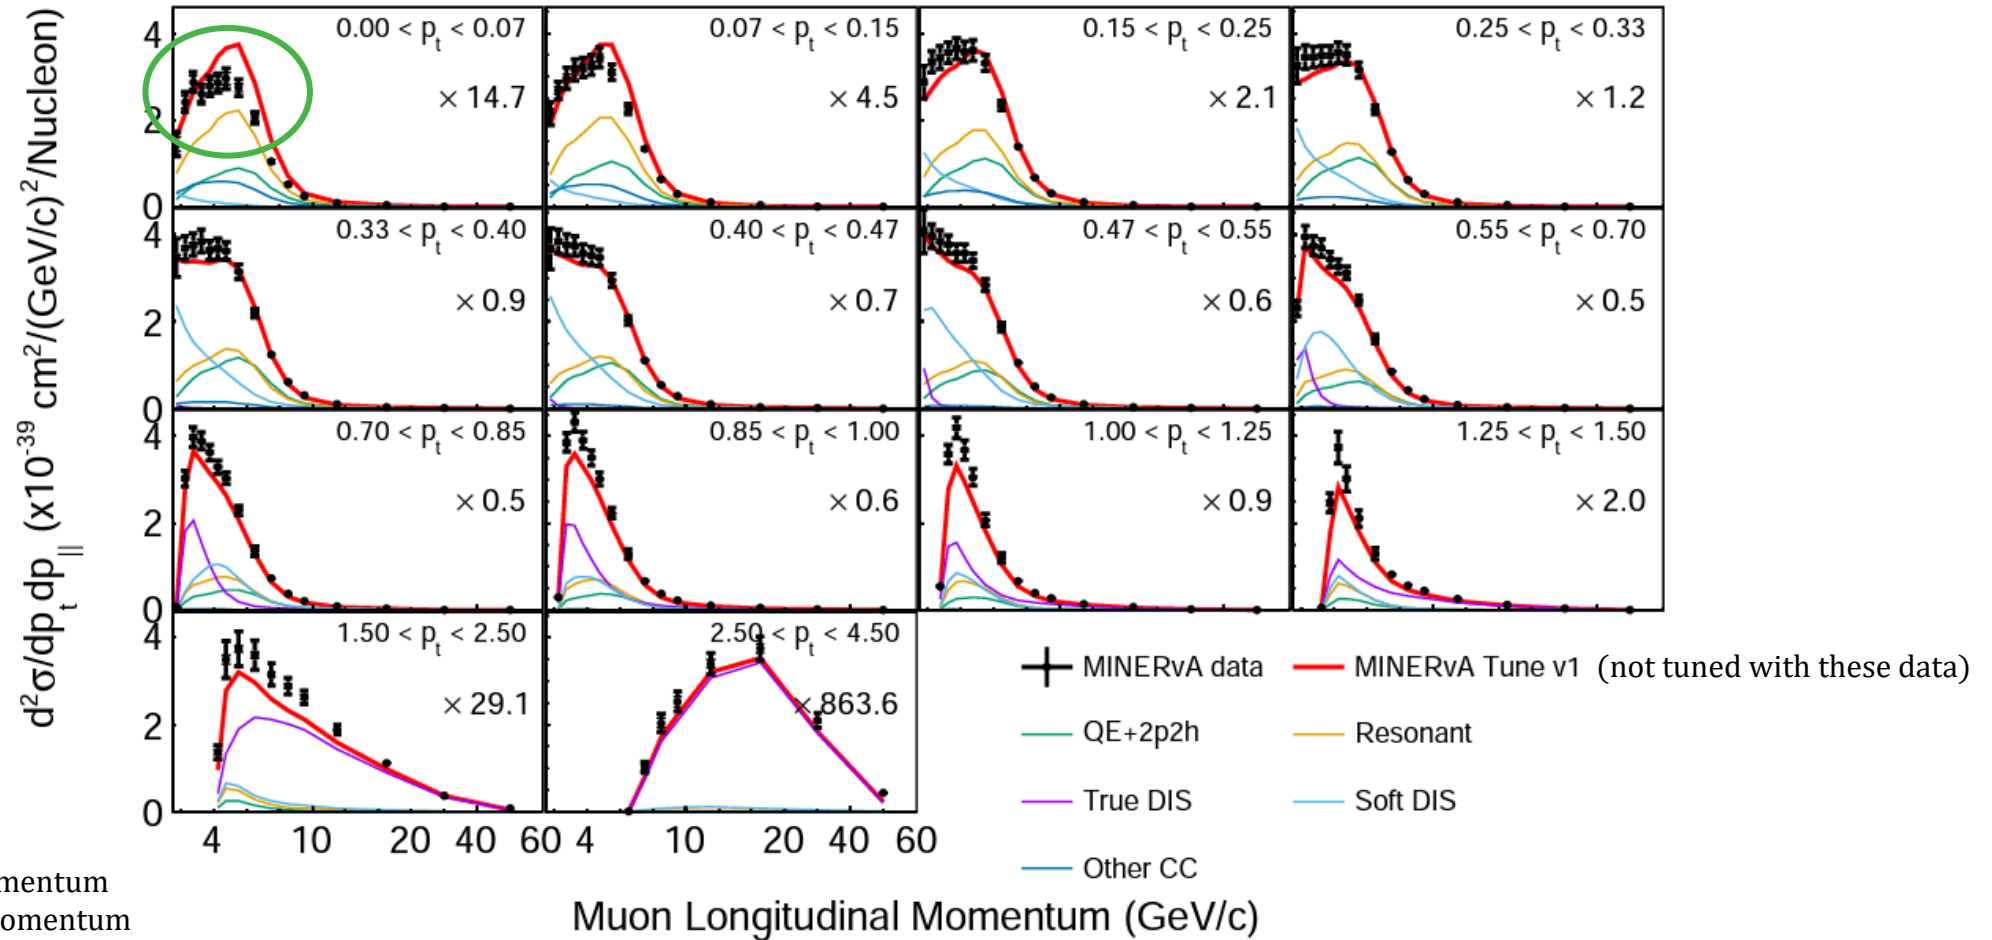 d²σ/dpₜ dp∥ (x10⁻³⁹ cm²/(GeV/c)²/Nucleon)
0.00 < pₜ < 0.07
0.07 < pₜ < 0.15
0.15 < pₜ < 0.25
0.25 < pₜ < 0.33
× 14.7
× 4.5
× 2.1
× 1.2
4
2
0
0.33 < pₜ < 0.40
0.40 < pₜ < 0.47
0.47 < pₜ < 0.55
0.55 < pₜ < 0.70
× 0.9
× 0.7
× 0.6
× 0.5
4
2
0
0.70 < pₜ < 0.85
0.85 < pₜ < 1.00
1.00 < pₜ < 1.25
1.25 < pₜ < 1.50
× 0.5
× 0.6
× 0.9
× 2.0
4
2
0
1.50 < pₜ < 2.50
2.50 < pₜ < 4.50
× 29.1
× 863.6
4
2
0
4 10 20 40 60
4 10 20 40 60
MINERvA data
MINERvA Tune v1 (not tuned with these data)
QE+2p2h
Resonant
True DIS
Soft DIS
Other CC
mentum
omentum
Muon Longitudinal Momentum (GeV/c)